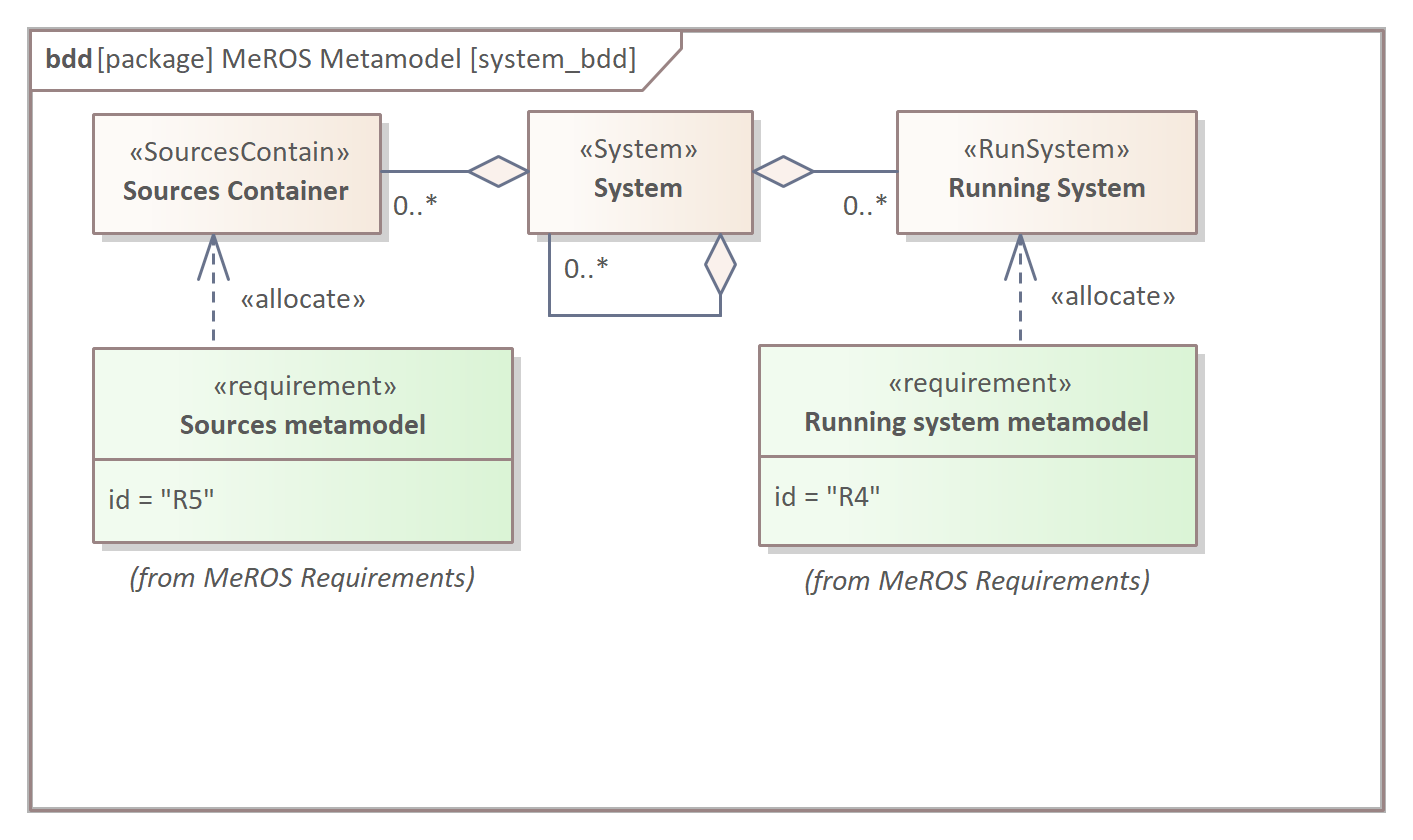 bdd [package] MeROS Metamodel [system_bdd]
«SourcesContain»
Sources Container
«System»
System
«RunSystem»
Running System
0..*
0..*
0..*
«allocate»
«allocate»
«requirement»
Sources metamodel
id = "R5"
(from MeROS Requirements)
«requirement»
Running system metamodel
id = "R4"
(from MeROS Requirements)